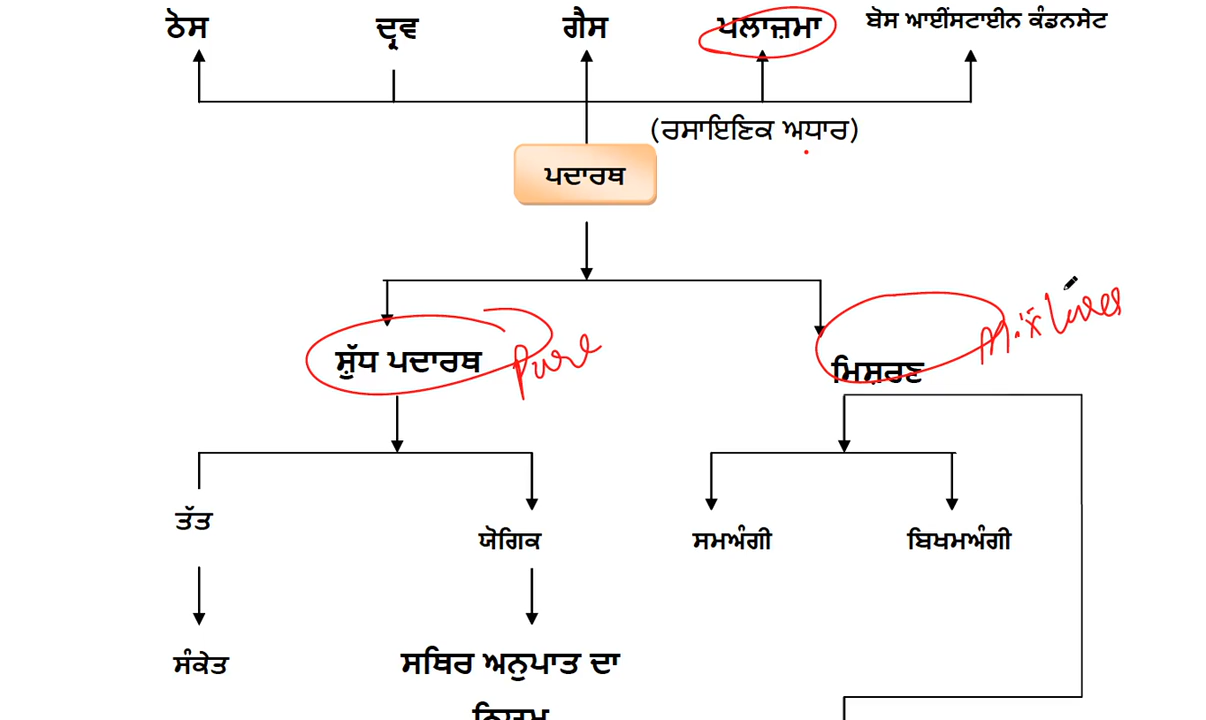 ਠੋਸ ਦ੍ਰਵ ਗੈਸ ਪਲਾਜ਼ਮਾ ਬੋਸ ਆਈਂਸਟਾਈਨ ਕੰਡਨਸੇਟ
(ਰਸਾਇਣਿਕ ਅਧਾਰ)
ਪਦਾਰਥ
ਸ਼ੁੱਧ ਪਦਾਰਥ Pure ਮਿਸ਼ਰਣ Mixtures
ਤੱਤ ਯੋਗਿਕ ਸਮਅੰਗੀ ਬਿਖਮਅੰਗੀ
ਸੰਕੇਤ ਸਥਿਰ ਅਨੁਪਾਤ ਦਾ
ਨਿਯਮ